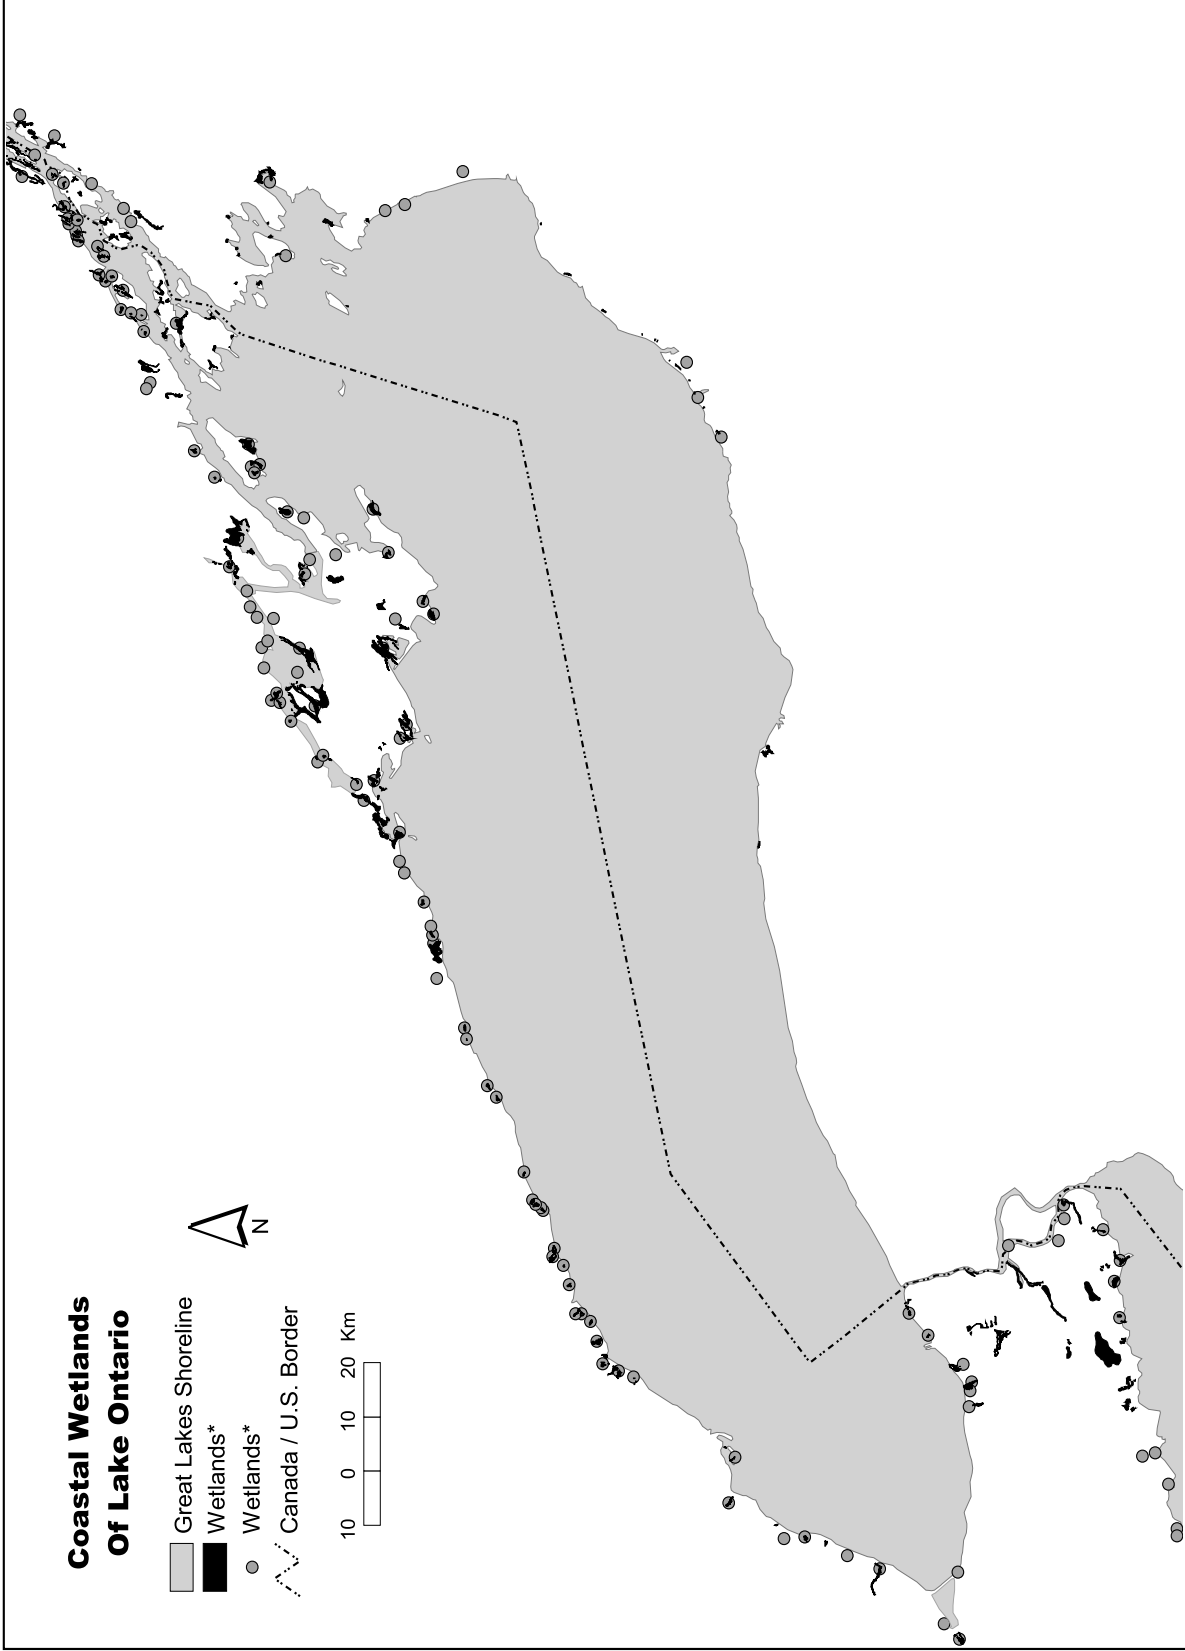 Coastal Wetlands
Of Lake Ontario
Great Lakes Shoreline
Wetlands*
Wetlands*
Canada / U.S. Border
10 0 10 20 Km
N